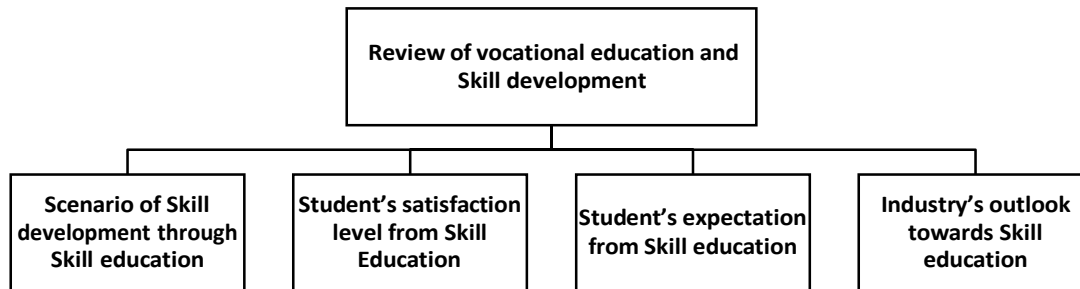 Review of vocational education and
Skill development
Scenario of Skill
development through
Skill education
Student’s satisfaction
level from Skill
Education
Student’s expectation
from Skill education
Industry’s outlook
towards Skill
education